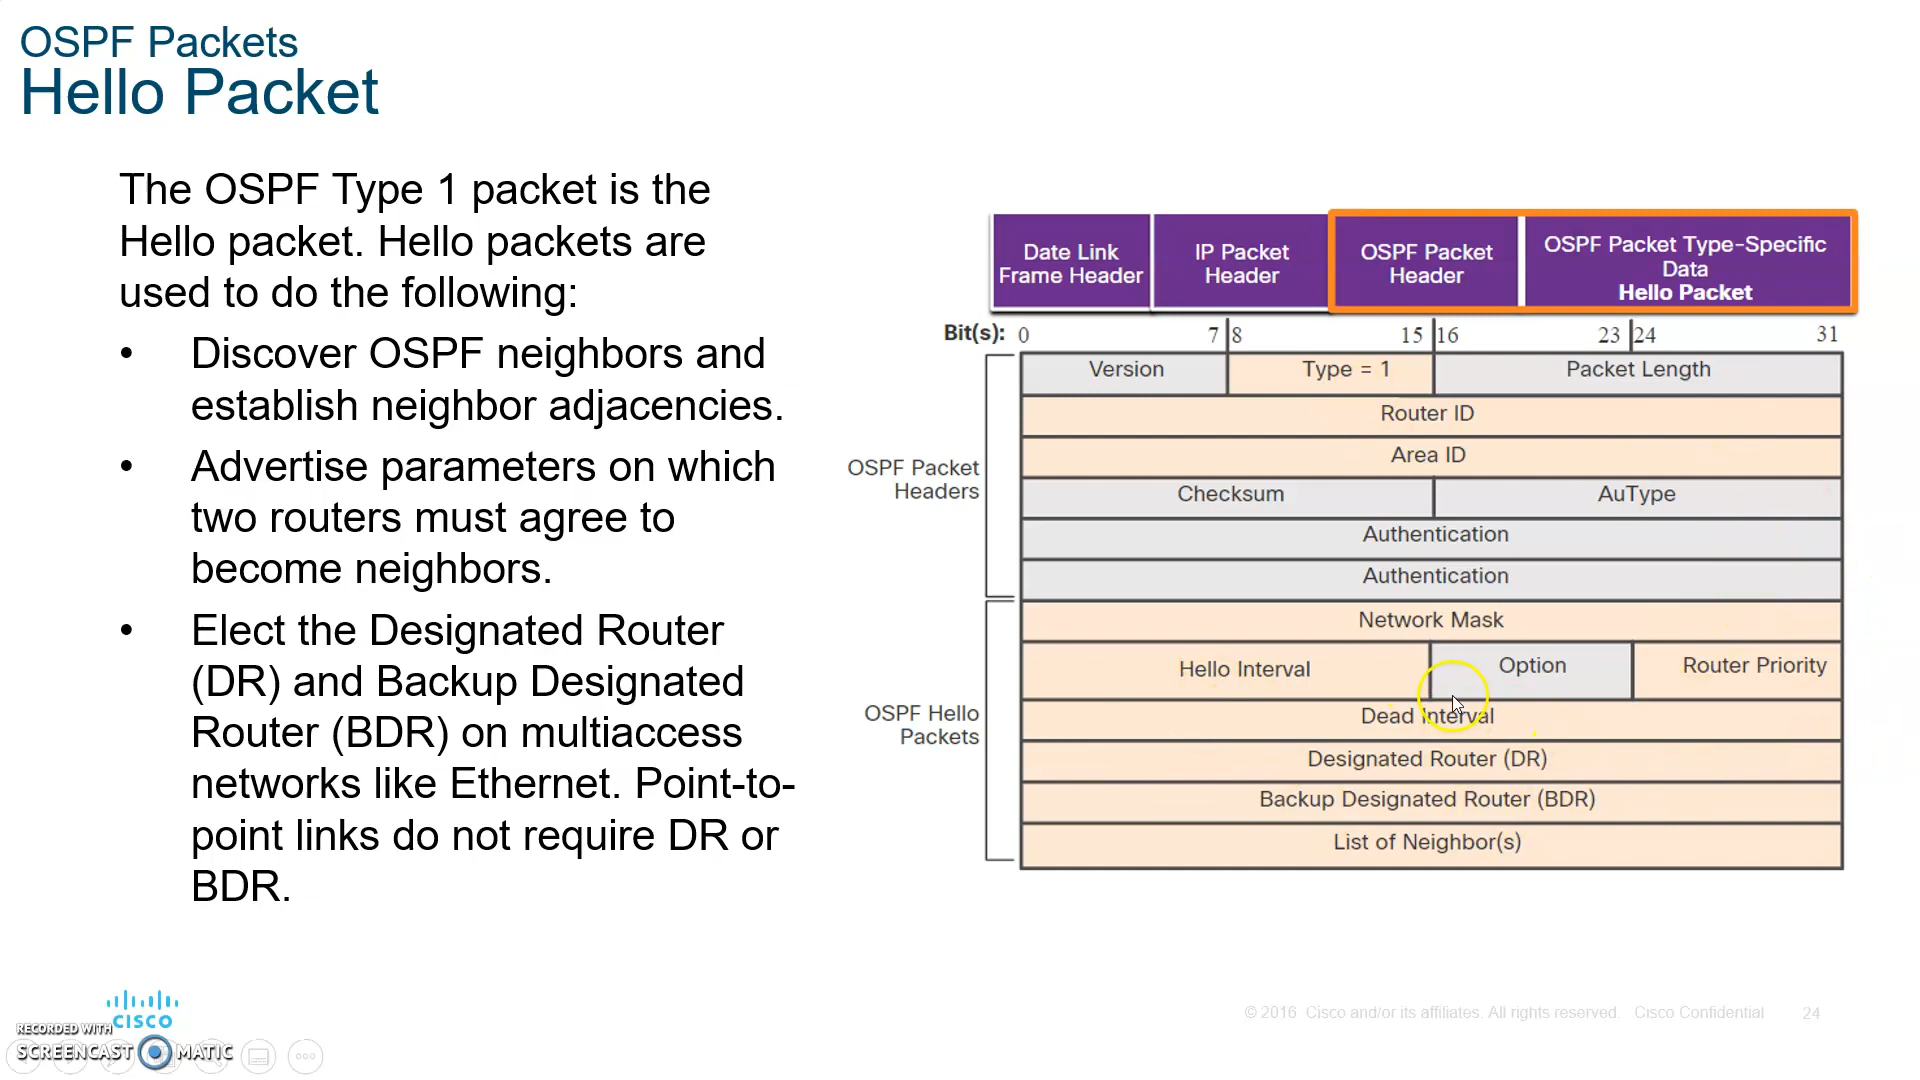 OSPF Packets
Hello Packet
The OSPF Type 1 packet is the
Hello packet. Hello packets are
used to do the following:
• Discover OSPF neighbors and
establish neighbor adjacencies.
• Advertise parameters on which
two routers must agree to
become neighbors.
• Elect the Designated Router
(DR) and Backup Designated
Router (BDR) on multiaccess
networks like Ethernet. Point-to-
point links do not require DR or
BDR.
Date Link
Frame Header
IP Packet
Header
OSPF Packet
Header
OSPF Packet Type-Specific
Data
Hello Packet
Bit(s): 0 7 8 15 16 23 24 31
OSPF Packet
Headers
Version Type = 1 Packet Length
Router ID
Area ID
Checksum AuType
Authentication
Authentication
OSPF Hello
Packets
Network Mask
Hello Interval Option Router Priority
Dead Interval
Designated Router (DR)
Backup Designated Router (BDR)
List of Neighbor(s)
CISCO
RECORDED WITH
SCREENCAST MATIC
© 2016 Cisco and/or its affiliates. All rights reserved. Cisco Confidential 24